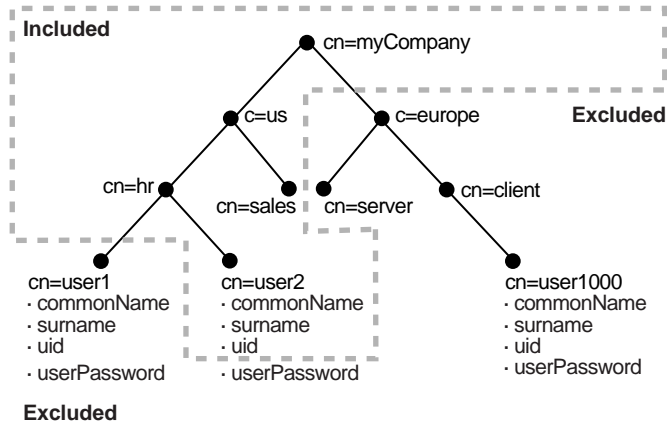 Included
cn=myCompany
c=us
c=europe
Excluded
cn=hr
cn=sales
cn=server
cn=client
cn=user1
· commonName
· surname
· uid
· userPassword
cn=user2
· commonName
· surname
· uid
· userPassword
cn=user1000
· commonName
· surname
· uid
· userPassword
Excluded